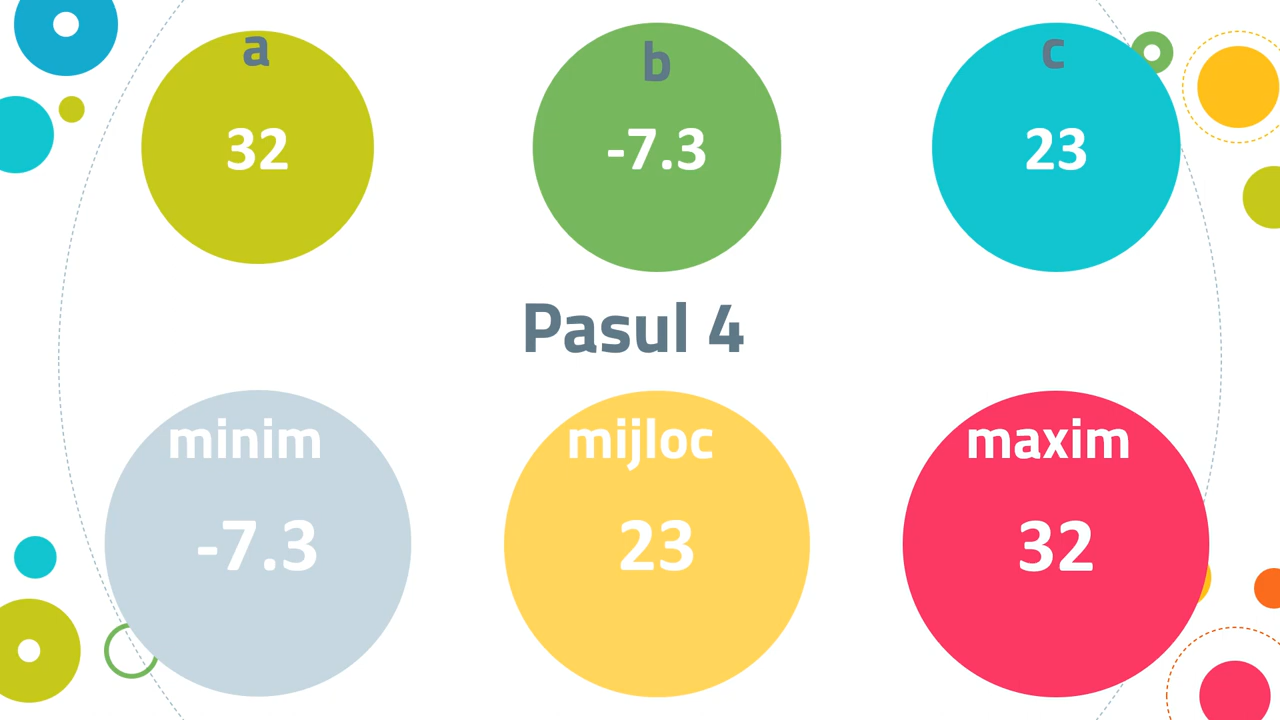 a b c
32 -7.3 23
Pasul 4
minim mijloc maxim
-7.3 23 32